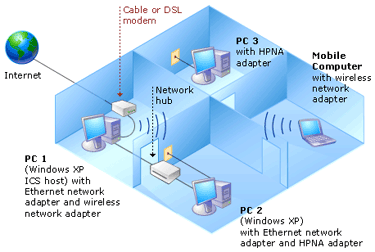 Cable or DSL
modem
Internet
PC 3
with HPNA
adapter
Mobile
Computer
with wireless
network
adapter
Network
hub
PC 1
(Windows XP
ICS host) with
Ethernet network
adapter and wireless
network adapter
PC 2
(Windows XP)
with Ethernet network
adapter and HPNA adapter